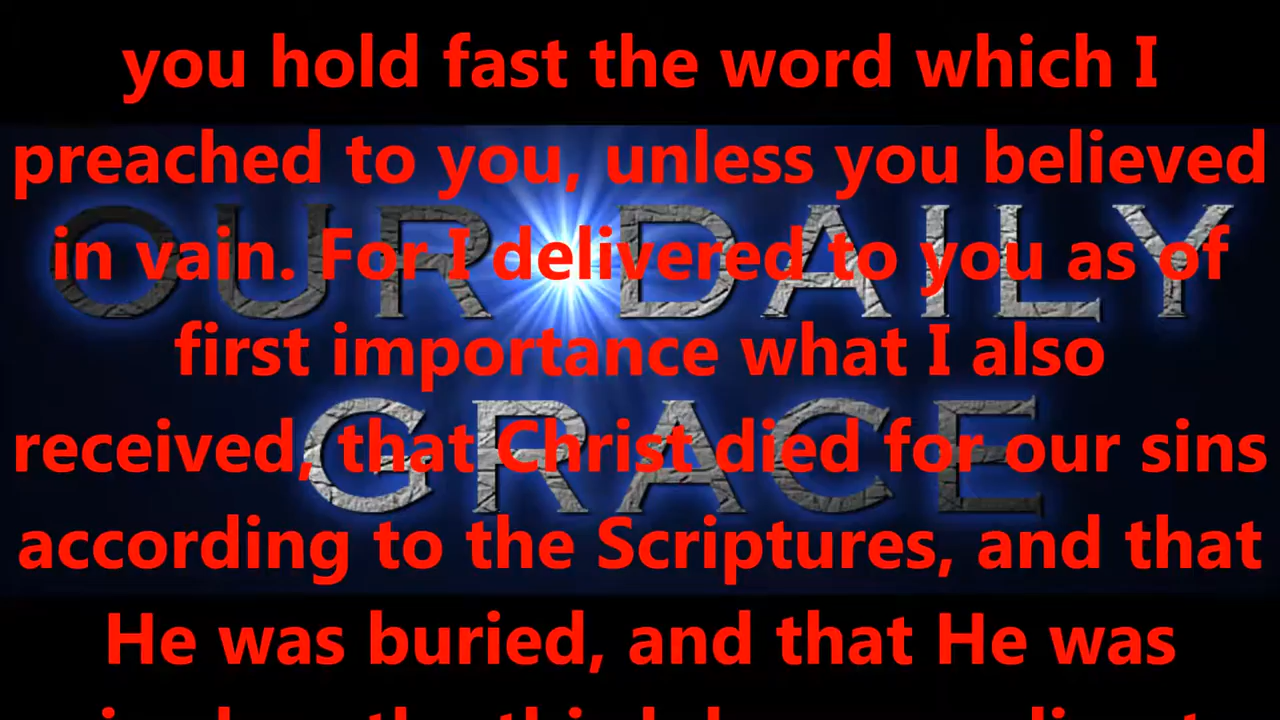 you hold fast the word which I
preached to you, unless you believed
in vain. For I delivered to you as of
first importance what I also
received, that Christ died for our sins
according to the Scriptures, and that
He was buried, and that He was
OUR DAILY
GRACE